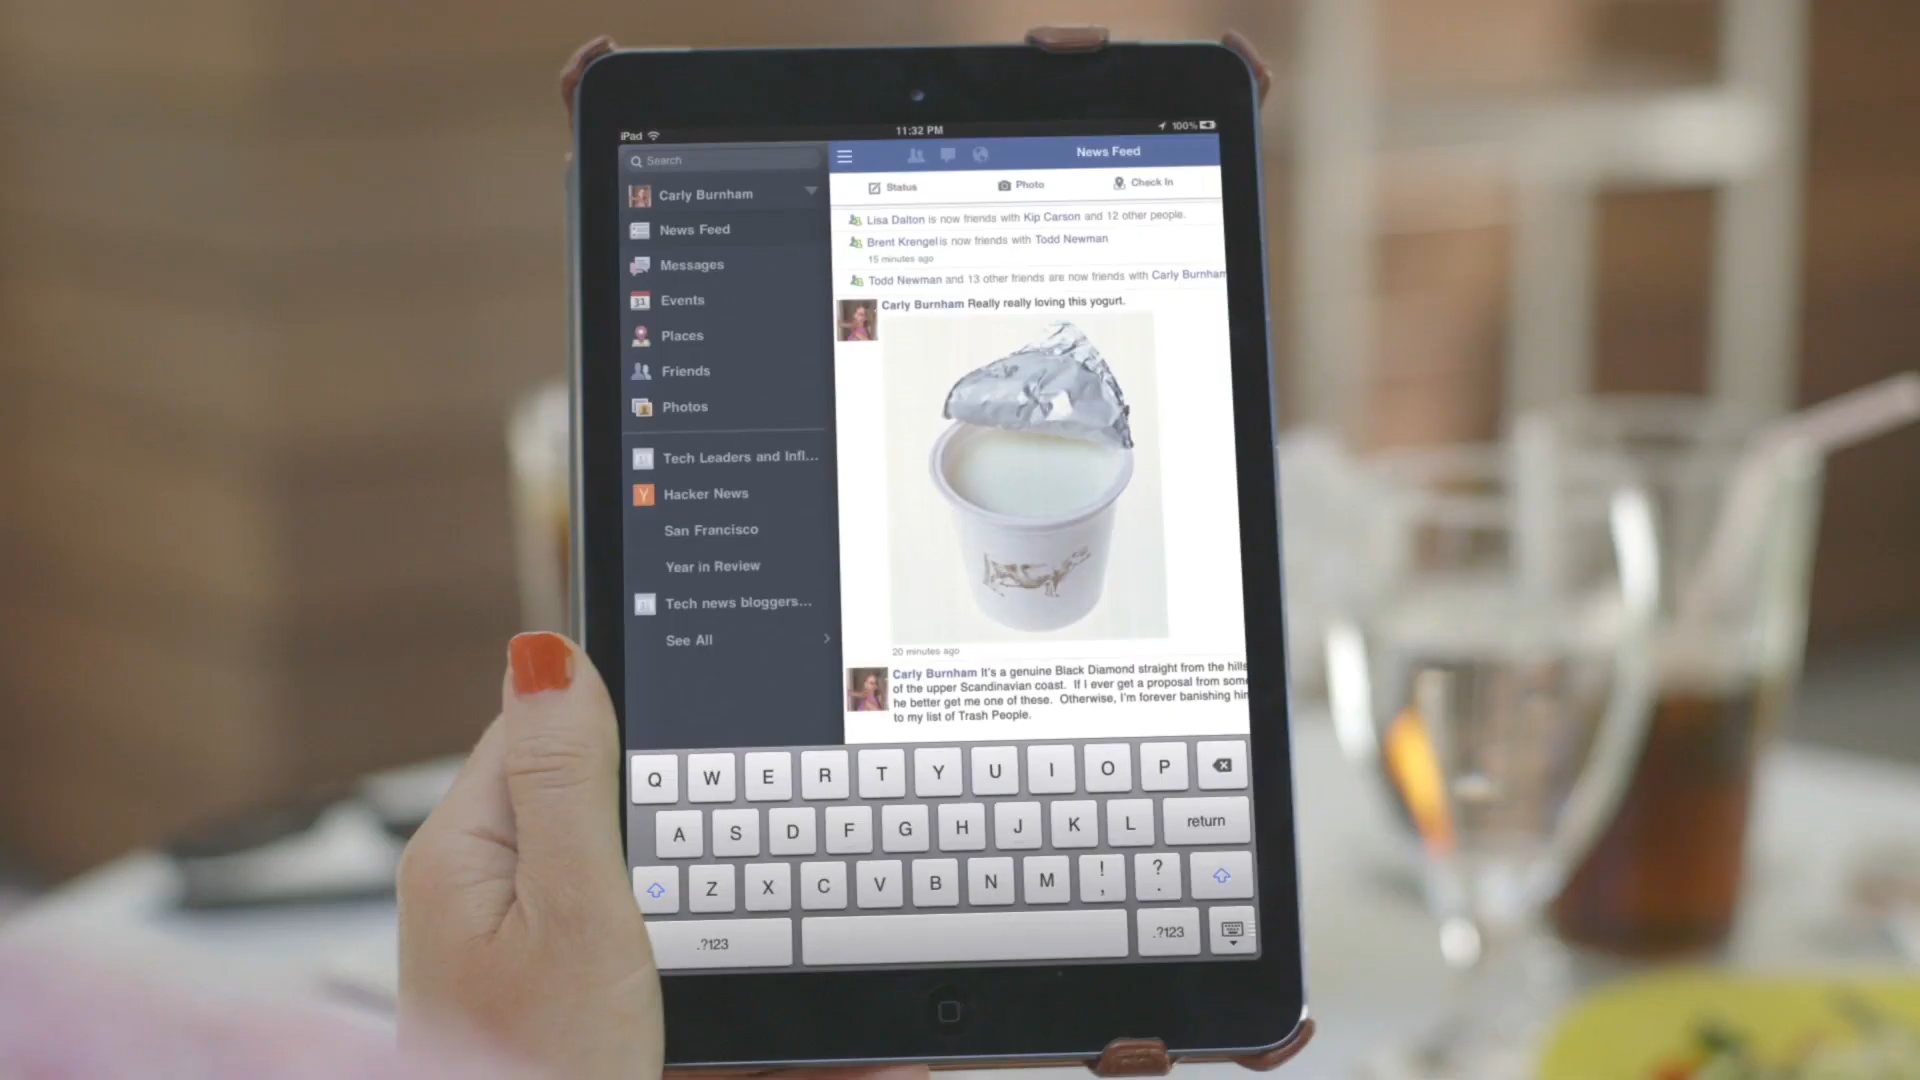 iPad
11:32 PM
100%
Search
Carly Burnham
News Feed
Messages
Events
31
Places
Friends
Photos
Tech Leaders and Infl...
Y
Hacker News
San Francisco
Year in Review
Tech news bloggers...
See All
News Feed
Status
Photo
Check In
Lisa Dalton is now friends with Kip Carson and 12 other people.
Brent Krengel is now friends with Todd Newman
15 minutes ago
Todd Newman and 13 other friends are now friends with Carly Burnham
Carly Burnham Really really loving this yogurt.
20 minutes ago
Carly Burnham It's a genuine Black Diamond straight from the hills
of the upper Scandinavian coast. If I ever get a proposal from some
he better get me one of these. Otherwise, I'm forever banishing him
to my list of Trash People.
Q W E R T Y U I O P
A S D F G H J K L return
Z X C V B N M ! , ? .
.?123 .?123